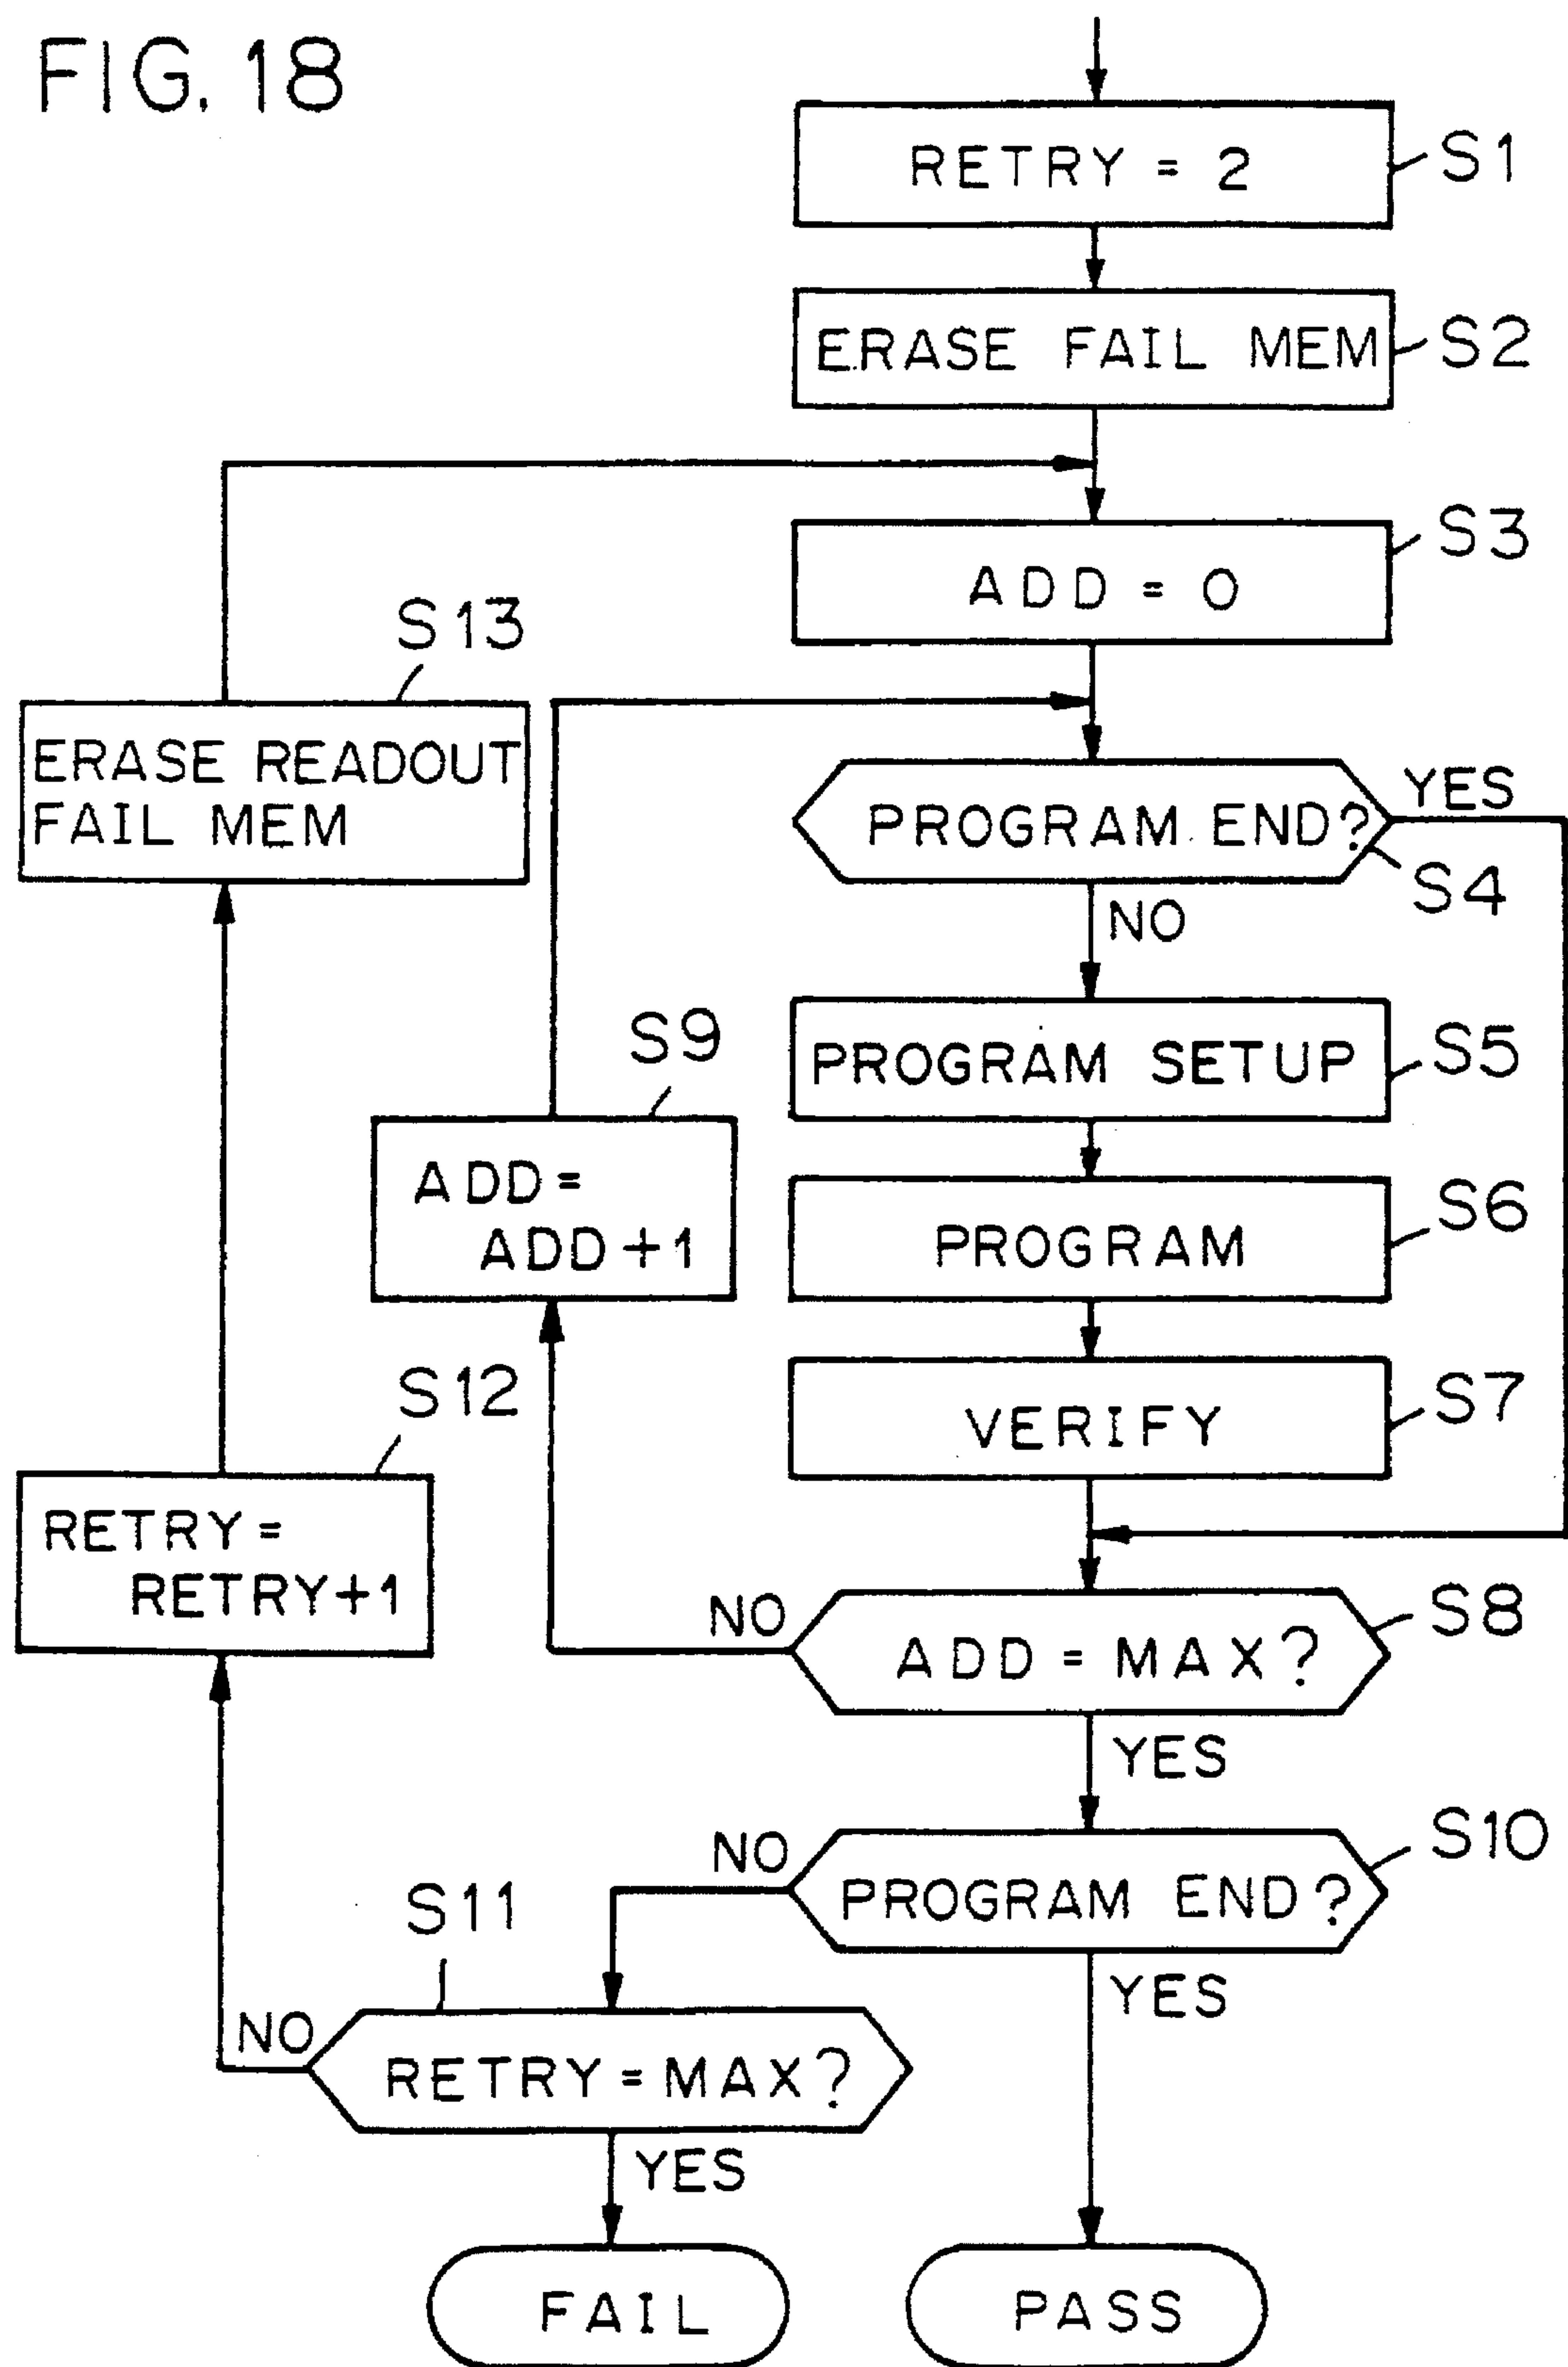 FIG. 18
RETRY = 2
S1
ERASE FAIL MEM
S2
ADD = 0
S3
S13
ERASE READOUT
FAIL MEM
PROGRAM END?
YES
S4
NO
PROGRAM SETUP
S5
S9
ADD =
ADD+1
PROGRAM
S6
VERIFY
S7
S12
RETRY =
RETRY+1
NO
ADD = MAX?
S8
YES
NO
PROGRAM END?
S10
S11
YES
NO
RETRY = MAX?
YES
FAIL
PASS